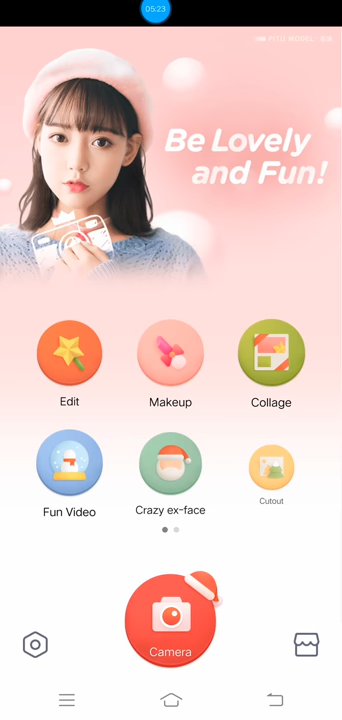 05:23
Be Lovely
and Fun!
Edit
Makeup
Collage
Fun Video
Crazy ex-face
Cutout
Camera